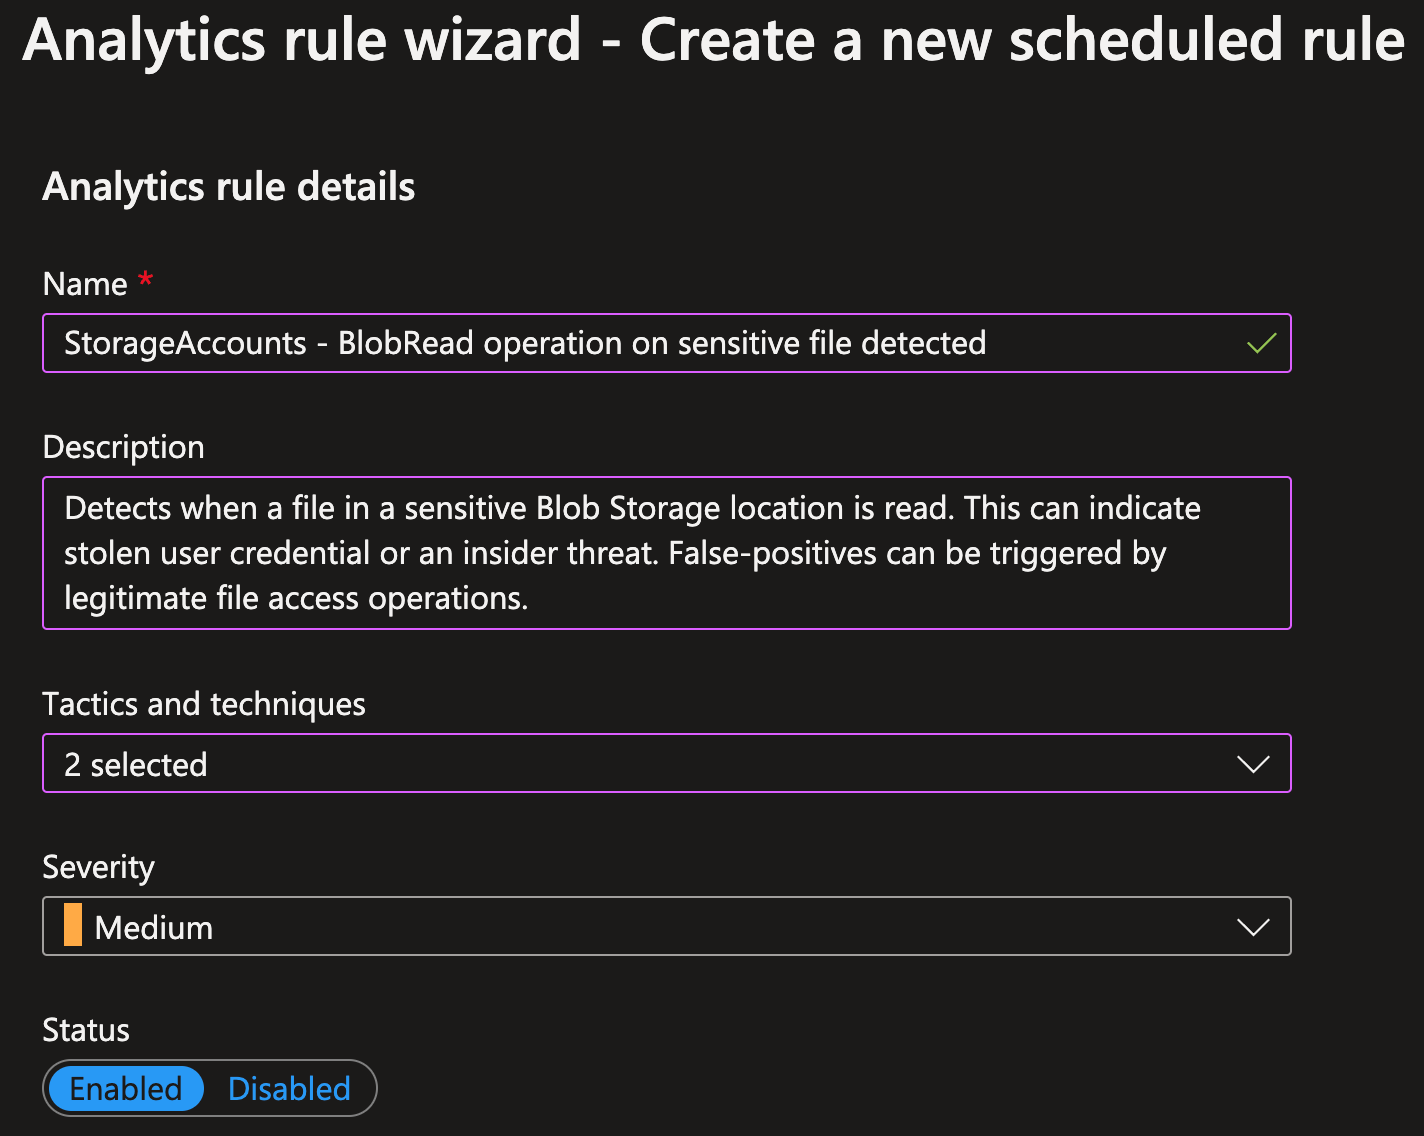 Analytics rule wizard - Create a new scheduled rule
Analytics rule details
Name *
StorageAccounts - BlobRead operation on sensitive file detected
Description
Detects when a file in a sensitive Blob Storage location is read. This can indicate
stolen user credential or an insider threat. False-positives can be triggered by
legitimate file access operations.
Tactics and techniques
2 selected
Severity
Medium
Status
Enabled Disabled